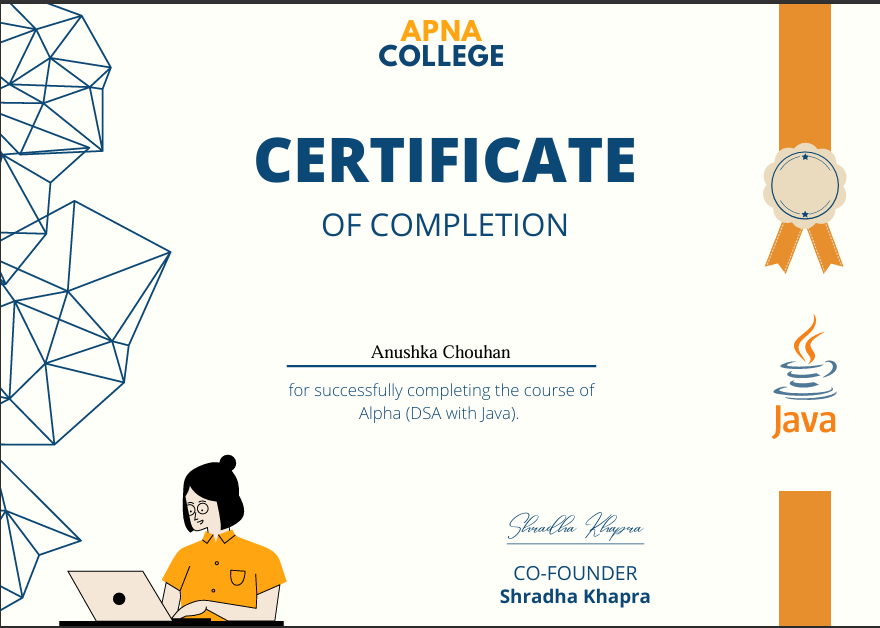 APNA
COLLEGE
CERTIFICATE
OF COMPLETION
Anushka Chouhan
for successfully completing the course of
Alpha (DSA with Java).
Java
Shradha Khapra
CO-FOUNDER
Shradha Khapra